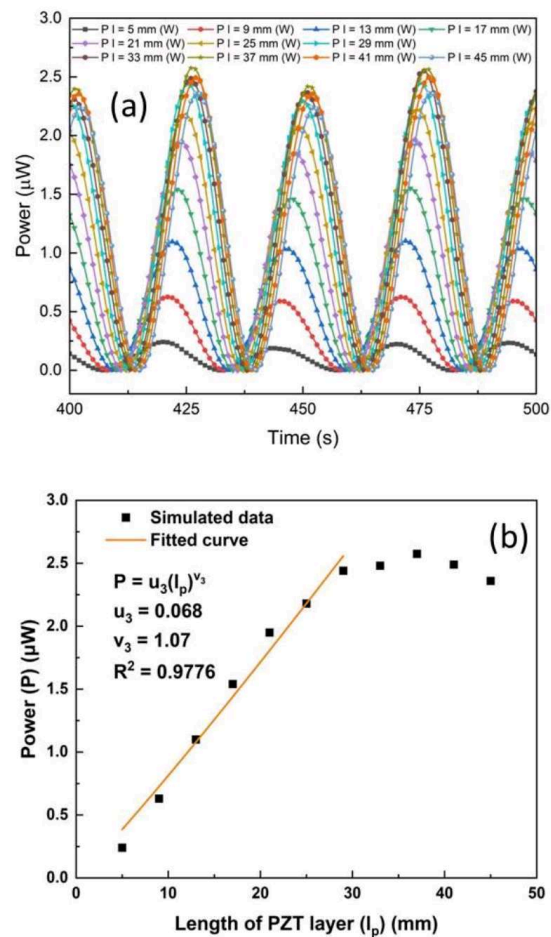 P l = 5 mm (W) P l = 9 mm (W) P l = 13 mm (W) P l = 17 mm (W)
P l = 21 mm (W) P l = 25 mm (W) P l = 29 mm (W)
P l = 33 mm (W) P l = 37 mm (W) P l = 41 mm (W) P l = 45 mm (W)
3.0
2.5
2.0
1.5
1.0
0.5
0.0
(a)
Power (µW)
400 425 450 475 500
Time (s)
3.0
2.5
2.0
1.5
1.0
0.5
0.0
Simulated data
Fitted curve
(b)
P = u₃(lₚ)^v₃
u₃ = 0.068
v₃ = 1.07
R² = 0.9776
Power (P) (µW)
0 10 20 30 40 50
Length of PZT layer (lₚ) (mm)